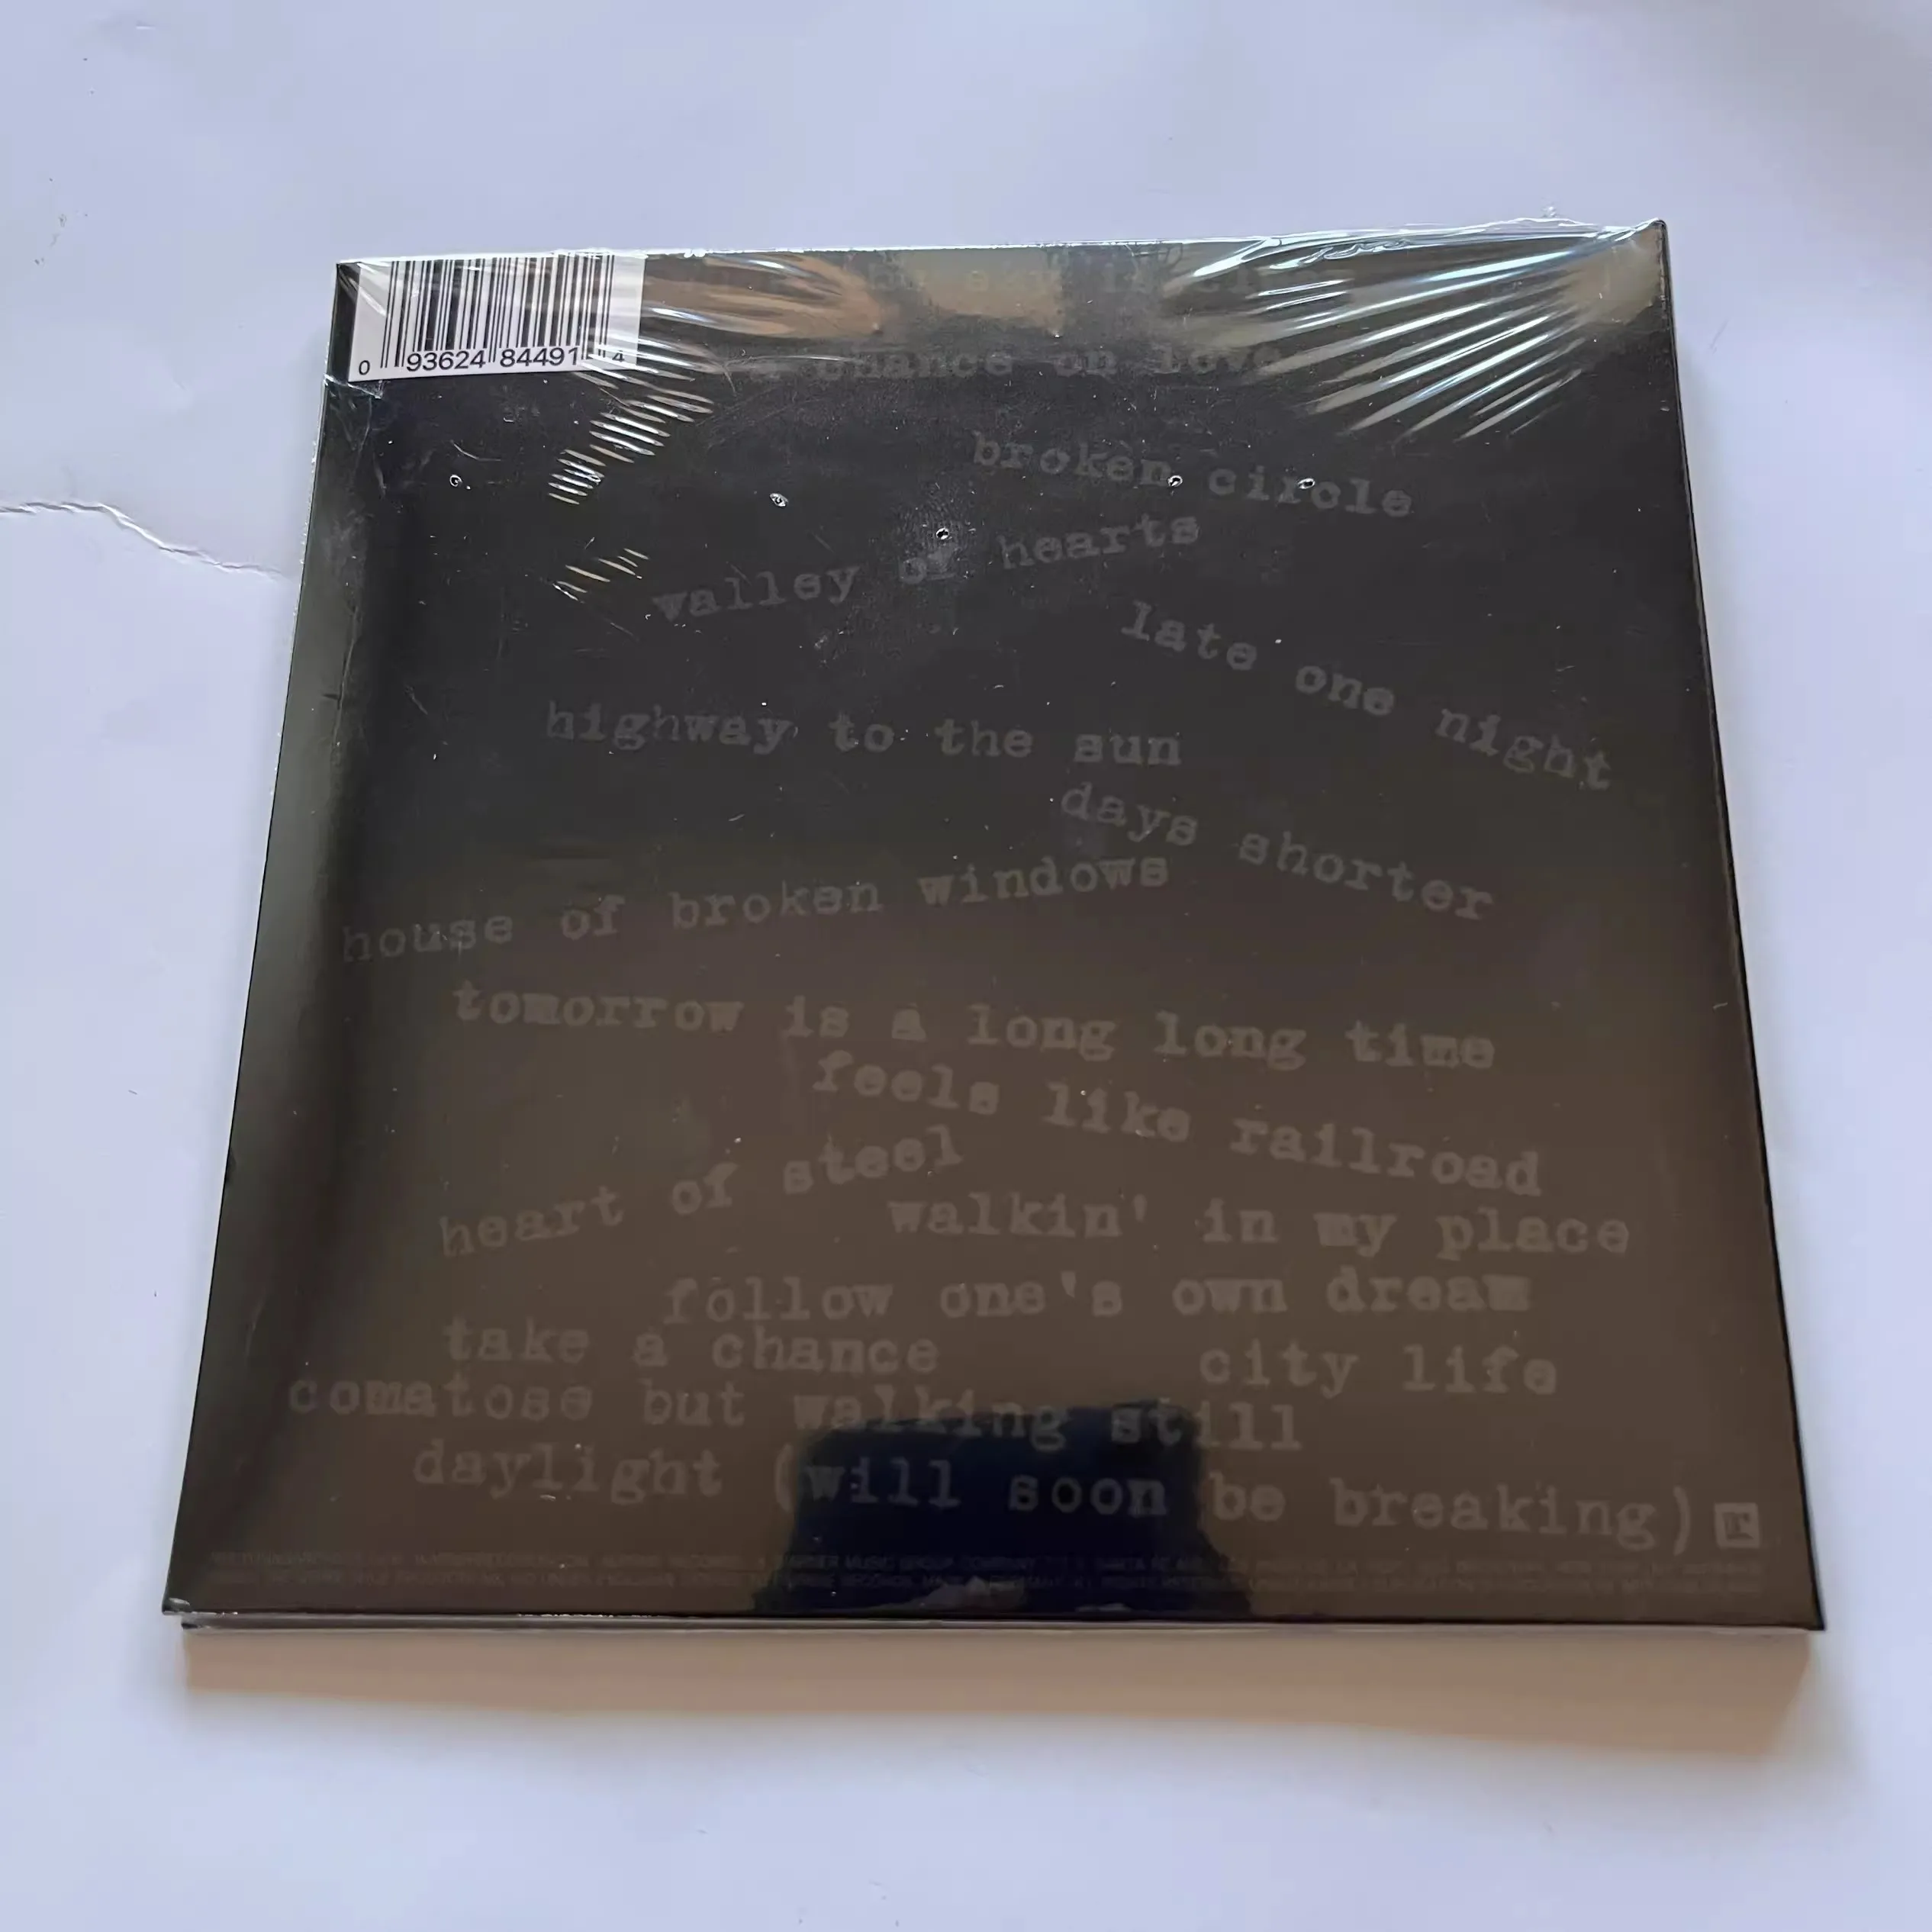 0 93624 84491 4
chance on love
broken circle
valley of hearts
late one night
highway to the sun
days shorter
house of broken windows
tomorrow is a long long time
feels like railroad
heart of steel
walkin' in my place
follow one's own dream
take a chance
city life
comatose but walking still
daylight (will soon be breaking)